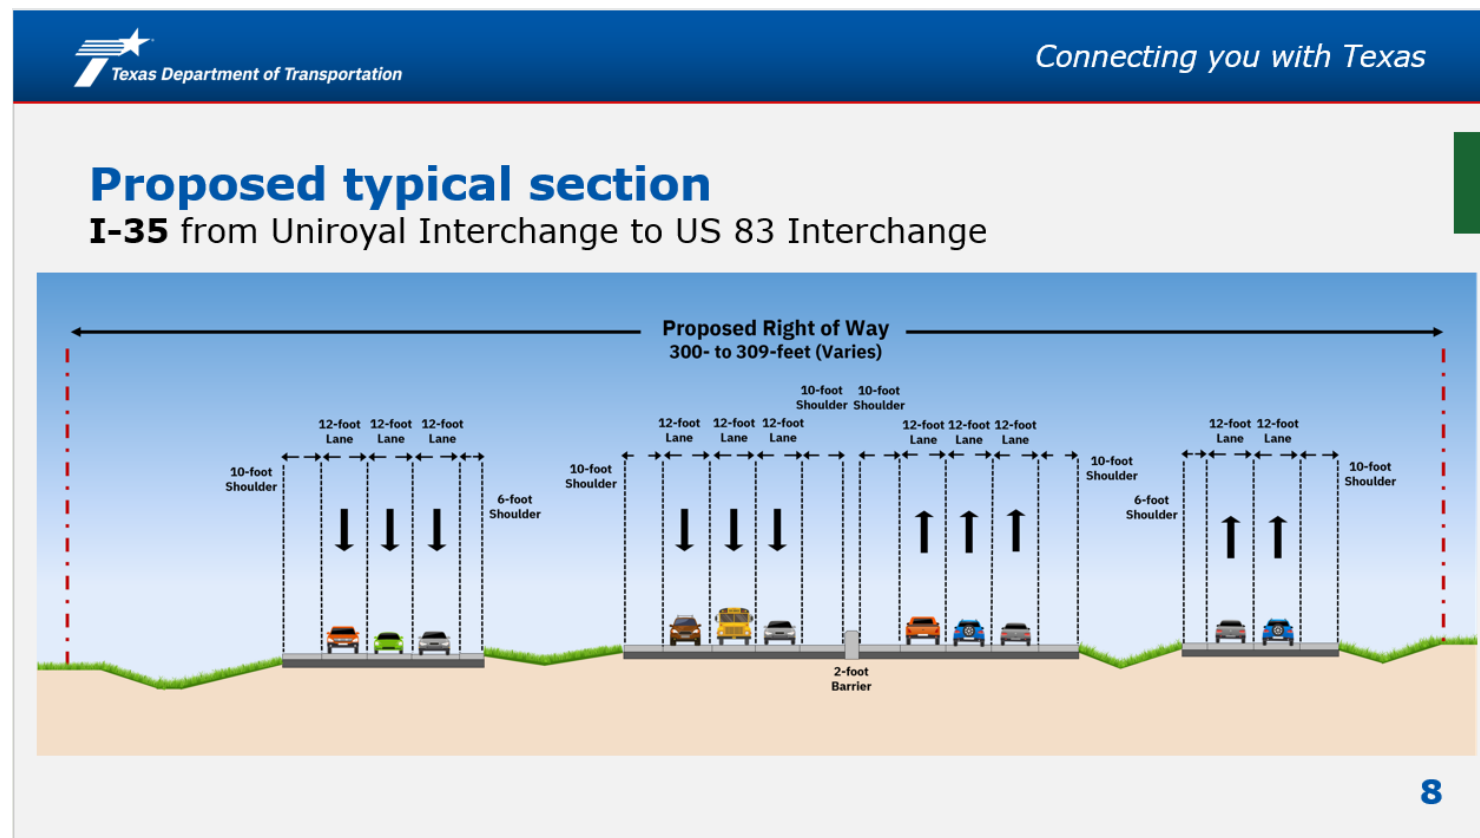 Texas Department of Transportation
Connecting you with Texas
Proposed typical section
I-35 from Uniroyal Interchange to US 83 Interchange
Proposed Right of Way
300- to 309-feet (Varies)
10-foot Shoulder
12-foot Lane
12-foot Lane
12-foot Lane
6-foot Shoulder
10-foot Shoulder
12-foot Lane
12-foot Lane
12-foot Lane
10-foot Shoulder
10-foot Shoulder
12-foot Lane
12-foot Lane
12-foot Lane
10-foot Shoulder
6-foot Shoulder
12-foot Lane
12-foot Lane
10-foot Shoulder
2-foot Barrier
8